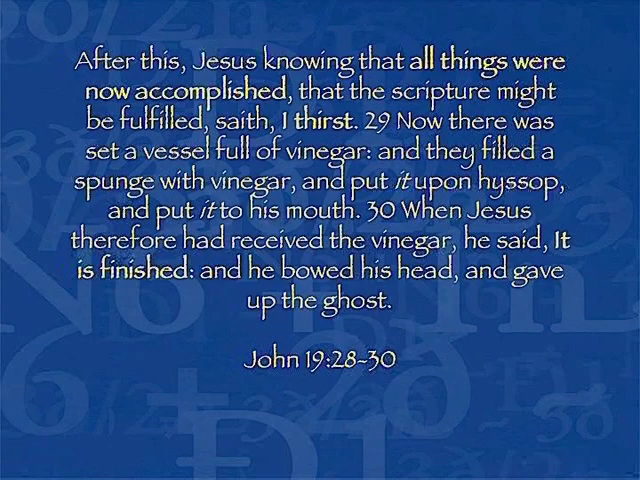 After this, Jesus knowing that all things were
now accomplished, that the scripture might
be fulfilled, saith, I thirst. 29 Now there was
set a vessel full of vinegar: and they filled a
spunge with vinegar, and put it upon hyssop,
and put it to his mouth. 30 When Jesus
therefore had received the vinegar, he said, It
is finished: and he bowed his head, and gave
up the ghost.
John 19:28-30